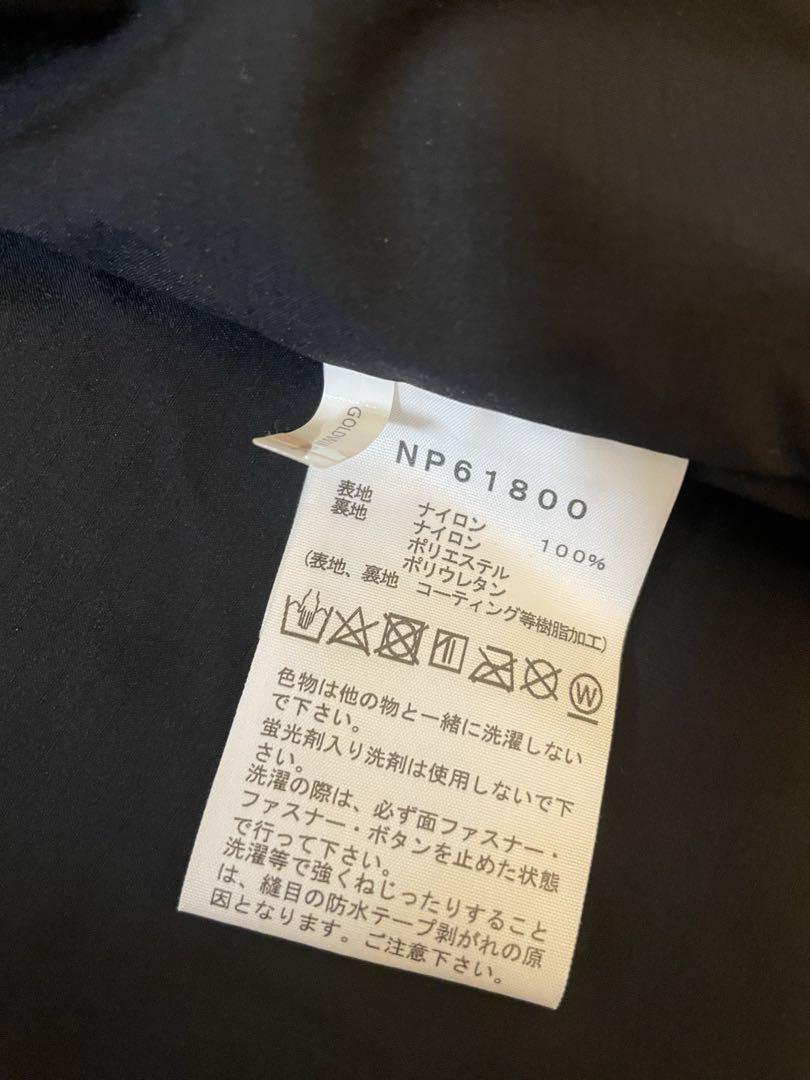 GOLDWI
NP61800
表地 ナイロン 100%
裏地 ナイロン
ポリエステル
ポリウレタン
(表地、裏地 コーティング等樹脂加工)
W
色物は他の物と一緒に洗濯しない
で下さい。
蛍光剤入り洗剤は使用しないで下
さい。
洗濯の際は、必ず面ファスナー・
ファスナー・ボタンを止めた状態
で行って下さい。
洗濯等で強くねじったりすること
は、縫目の防水テープ剥がれの原
因となります。ご注意下さい。